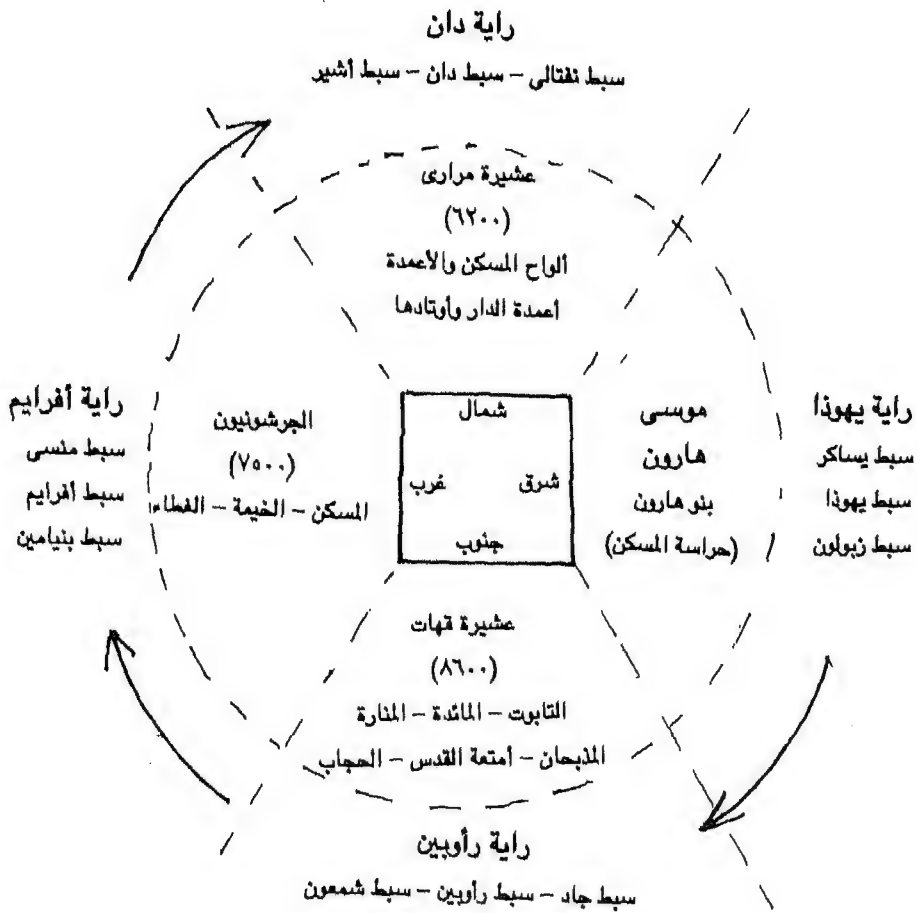 راية دان
سبط نفتالى – سبط دان – سبط أشير
عشيرة مرارى
(٦٢٠٠)
ألواح المسكن والأعمدة
أعمدة الدار وأوتادها
راية يهوذا
سبط يساكر
سبط يهوذا
سبط زبولون
موسى
هارون
بنو هارون
(حراسة المسكن)
شمال
شرق
غرب
جنوب
الجرشونيون
(٧٥٠٠)
المسكن – الخيمة – الغطاء
راية أفرايم
سبط منسى
سبط أفرايم
سبط بنيامين
عشيرة قهات
(٨٦٠٠)
التابوت – المائدة – المنارة
المذبحان – أمتعة القدس – الحجاب
راية رأوبين
سبط جاد – سبط رأوبين – سبط شمعون